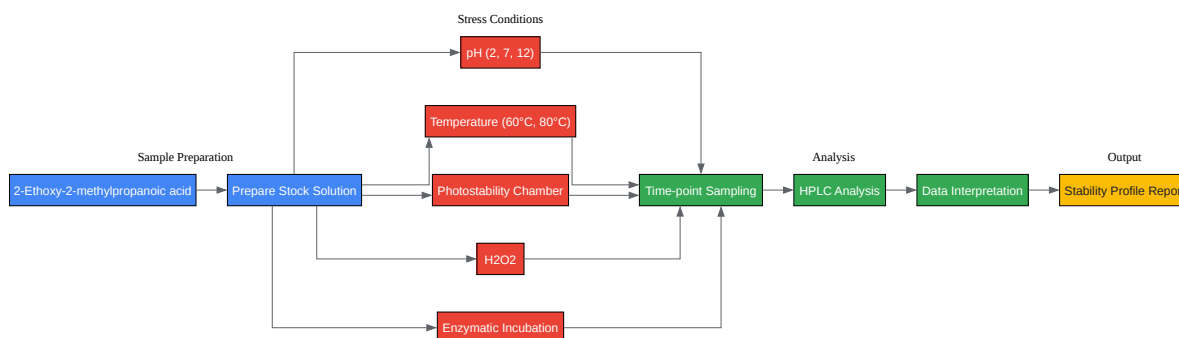 Stress Conditions
pH (2, 7, 12)
Temperature (60°C, 80°C)
Sample Preparation
Analysis
Output
2-Ethoxy-2-methylpropanoic acid
Prepare Stock Solution
Photostability Chamber
Time-point Sampling
HPLC Analysis
Data Interpretation
Stability Profile Repor
H2O2
Enzymatic Incubation